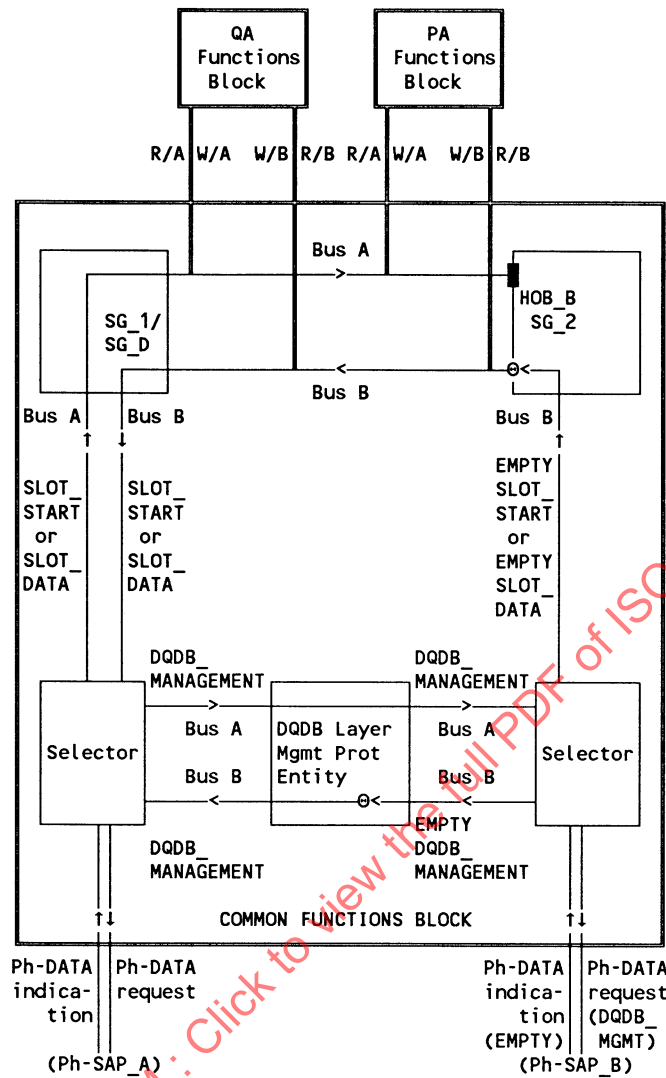 QA
Functions
Block
PA
Functions
Block
R/A W/A W/B R/B R/A W/A W/B R/B
Bus A
>
SG_1/
SG_D
HOB_B
SG_2
<
Bus B
Bus A
Bus B
Bus B
↑ ↓
↑
SLOT_
START
or
SLOT_
DATA
SLOT_
START
or
SLOT_
DATA
EMPTY
SLOT_
START
or
EMPTY
SLOT_
DATA
DQDB_
MANAGEMENT
DQDB_
MANAGEMENT
Selector
Bus A
Bus B
DQDB Layer
Mgmt Prot
Entity
Bus A
Bus B
Selector
DQDB_
MANAGEMENT
EMPTY
DQDB_
MANAGEMENT
↑↓ COMMON FUNCTIONS BLOCK ↑↓
Ph-DATA
indica-
tion
Ph-DATA
request
(Ph-SAP_A)
Ph-DATA
indica-
tion
(EMPTY)
Ph-DATA
request
(DQDB_
MGMT)
(Ph-SAP_B)
: Click to view the full PDF of ISO